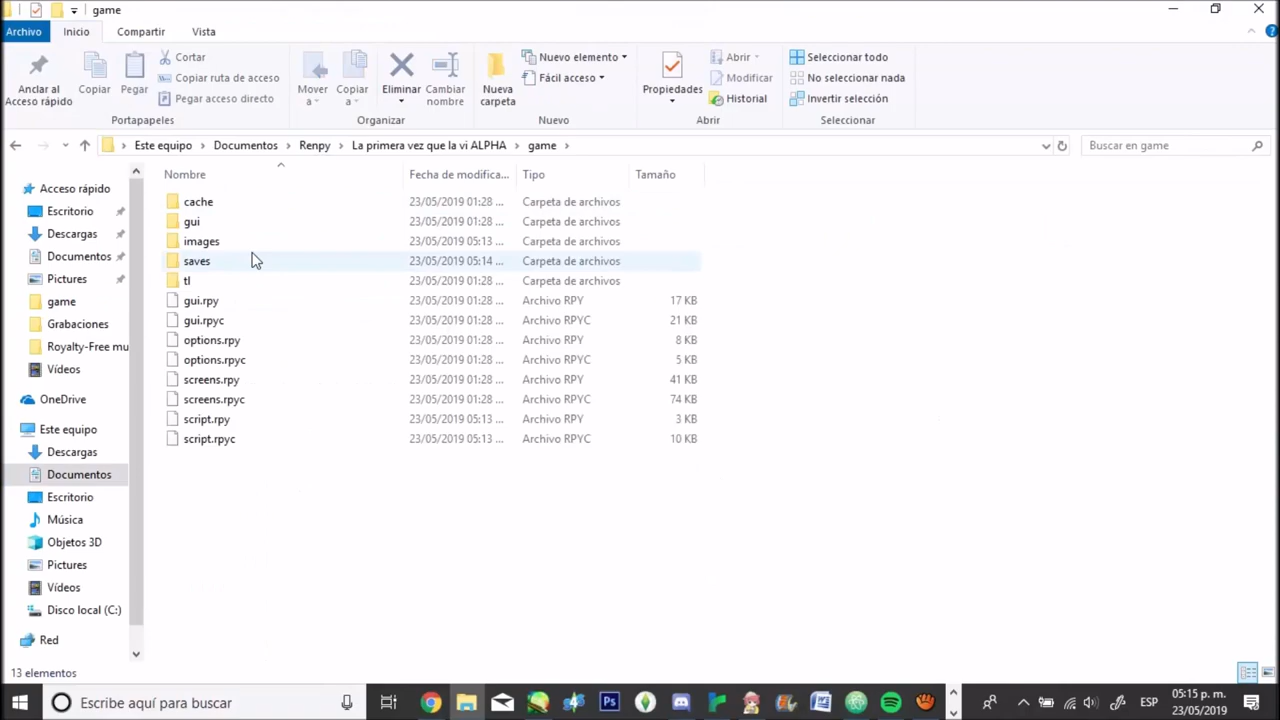 game
Archivo Inicio Compartir Vista
Anclar al Acceso rápido
Copiar
Pegar
Cortar
Copiar ruta de acceso
Pegar acceso directo
Portapapeles
Mover a
Copiar a
Eliminar
Cambiar nombre
Organizar
Nueva carpeta
Nuevo elemento
Fácil acceso
Nuevo
Propiedades
Abrir
Modificar
Historial
Abrir
Seleccionar todo
No seleccionar nada
Invertir selección
Seleccionar
Este equipo Documentos Renpy La primera vez que la vi ALPHA game
Buscar en game
Acceso rápido
Escritorio
Descargas
Documentos
Pictures
game
Grabaciones
Royalty-Free mu
Vídeos
OneDrive
Este equipo
Descargas
Documentos
Escritorio
Música
Objetos 3D
Pictures
Vídeos
Disco local (C:)
Red
Nombre Fecha de modifica... Tipo Tamaño
cache 23/05/2019 01:28 ... Carpeta de archivos
gui 23/05/2019 01:28 ... Carpeta de archivos
images 23/05/2019 05:13 ... Carpeta de archivos
saves 23/05/2019 05:14 ... Carpeta de archivos
tl 23/05/2019 01:28 ... Carpeta de archivos
gui.rpy 23/05/2019 01:28 ... Archivo RPY 17 KB
gui.rpyc 23/05/2019 01:28 ... Archivo RPYC 21 KB
options.rpy 23/05/2019 01:28 ... Archivo RPY 8 KB
options.rpyc 23/05/2019 01:28 ... Archivo RPYC 5 KB
screens.rpy 23/05/2019 01:28 ... Archivo RPY 41 KB
screens.rpyc 23/05/2019 01:28 ... Archivo RPYC 74 KB
script.rpy 23/05/2019 05:13 ... Archivo RPY 3 KB
script.rpyc 23/05/2019 05:13 ... Archivo RPYC 10 KB
13 elementos
Escribe aquí para buscar
Ps
ESP
05:15 p. m.
23/05/2019